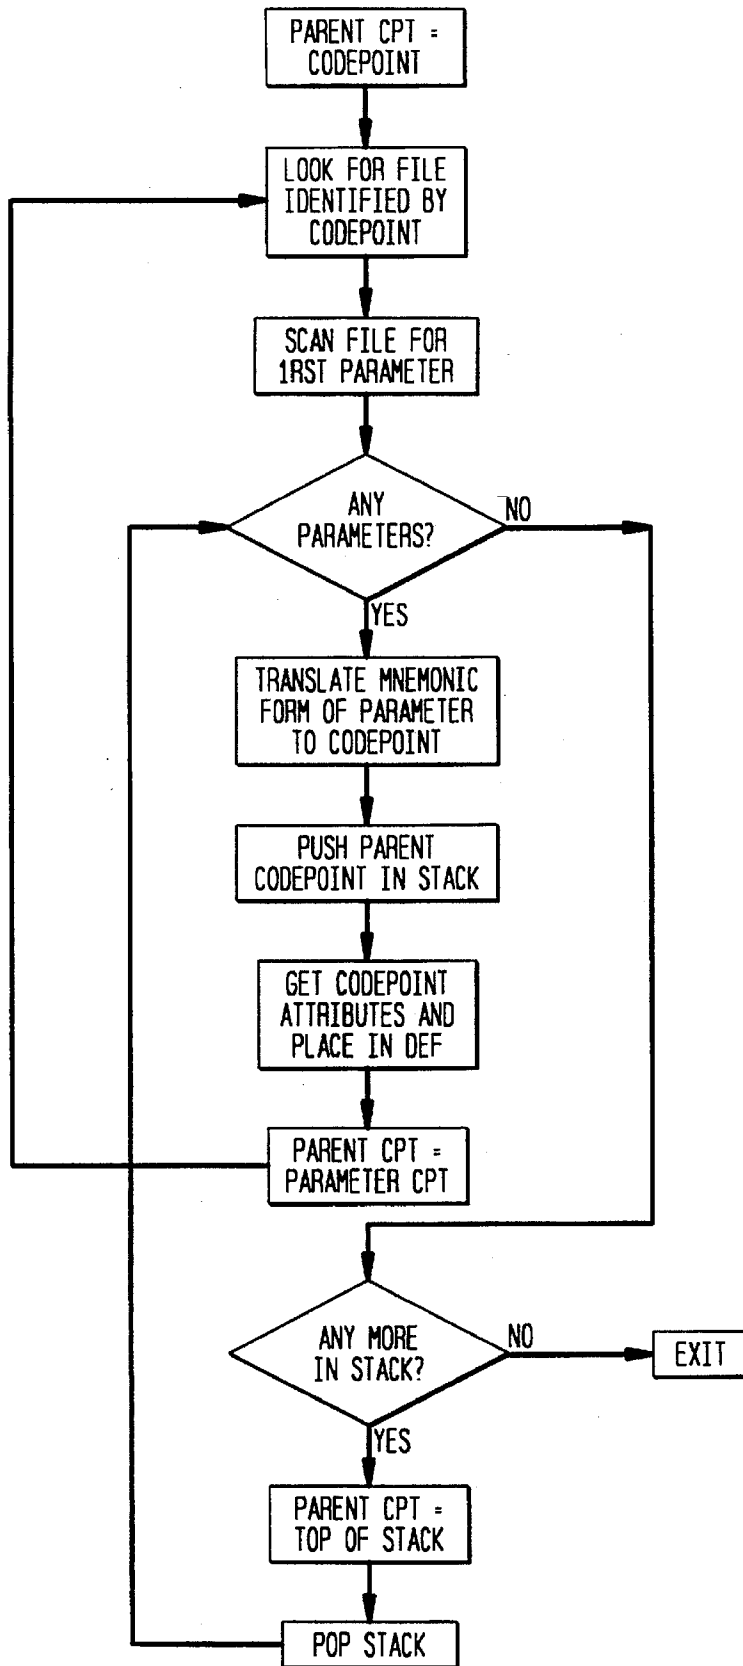 PARENT CPT =
CODEPOINT
LOOK FOR FILE
IDENTIFIED BY
CODEPOINT
SCAN FILE FOR
1RST PARAMETER
ANY
PARAMETERS?
NO
YES
TRANSLATE MNEMONIC
FORM OF PARAMETER
TO CODEPOINT
PUSH PARENT
CODEPOINT IN STACK
GET CODEPOINT
ATTRIBUTES AND
PLACE IN DEF
PARENT CPT =
PARAMETER CPT
ANY MORE
IN STACK?
NO
EXIT
YES
PARENT CPT =
TOP OF STACK
POP STACK